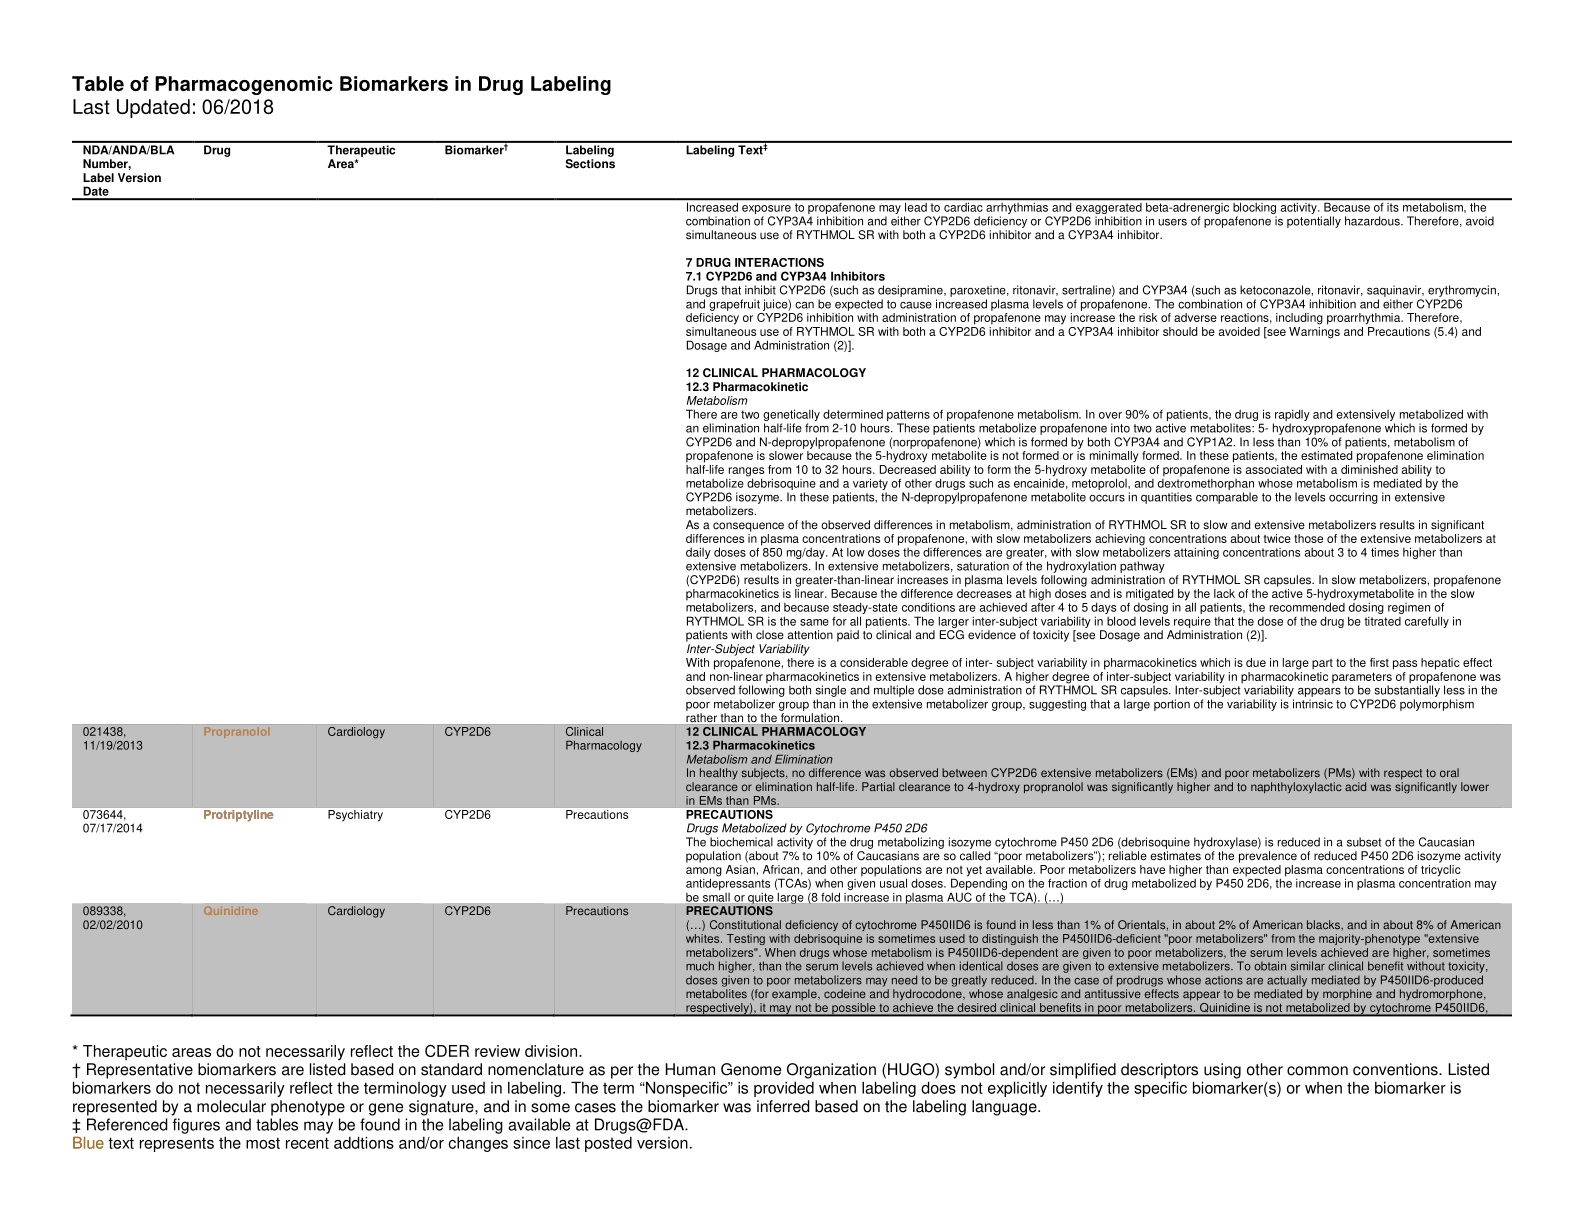 Table of Pharmacogenomic Biomarkers in Drug Labeling
Last Updated: 06/2018
NDA/ANDA/BLA Number, Label Version Date
Drug
Therapeutic Area*
Biomarker†
Labeling Sections
Labeling Text‡
Increased exposure to propafenone may lead to cardiac arrhythmias and exaggerated beta-adrenergic blocking activity. Because of its metabolism, the
combination of CYP3A4 inhibition and either CYP2D6 deficiency or CYP2D6 inhibition in users of propafenone is potentially hazardous. Therefore, avoid
simultaneous use of RYTHMOL SR with both a CYP2D6 inhibitor and a CYP3A4 inhibitor.
7 DRUG INTERACTIONS
7.1 CYP2D6 and CYP3A4 Inhibitors
Drugs that inhibit CYP2D6 (such as desipramine, paroxetine, ritonavir, sertraline) and CYP3A4 (such as ketoconazole, ritonavir, saquinavir, erythromycin,
and grapefruit juice) can be expected to cause increased plasma levels of propafenone. The combination of CYP3A4 inhibition and either CYP2D6
deficiency or CYP2D6 inhibition with administration of propafenone may increase the risk of adverse reactions, including proarrhythmia. Therefore,
simultaneous use of RYTHMOL SR with both a CYP2D6 inhibitor and a CYP3A4 inhibitor should be avoided [see Warnings and Precautions (5.4) and
Dosage and Administration (2)].
12 CLINICAL PHARMACOLOGY
12.3 Pharmacokinetic
Metabolism
There are two genetically determined patterns of propafenone metabolism. In over 90% of patients, the drug is rapidly and extensively metabolized with
an elimination half-life from 2-10 hours. These patients metabolize propafenone into two active metabolites: 5- hydroxypropafenone which is formed by
CYP2D6 and N-depropylpropafenone (norpropafenone) which is formed by both CYP3A4 and CYP1A2. In less than 10% of patients, metabolism of
propafenone is slower because the 5-hydroxy metabolite is not formed or is minimally formed. In these patients, the estimated propafenone elimination
half-life ranges from 10 to 32 hours. Decreased ability to form the 5-hydroxy metabolite of propafenone is associated with a diminished ability to
metabolize debrisoquine and a variety of other drugs such as encainide, metoprolol, and dextromethorphan whose metabolism is mediated by the
CYP2D6 isozyme. In these patients, the N-depropylpropafenone metabolite occurs in quantities comparable to the levels occurring in extensive
metabolizers.
As a consequence of the observed differences in metabolism, administration of RYTHMOL SR to slow and extensive metabolizers results in significant
differences in plasma concentrations of propafenone, with slow metabolizers achieving concentrations about twice those of the extensive metabolizers at
daily doses of 850 mg/day. At low doses the differences are greater, with slow metabolizers attaining concentrations about 3 to 4 times higher than
extensive metabolizers. In extensive metabolizers, saturation of the hydroxylation pathway
(CYP2D6) results in greater-than-linear increases in plasma levels following administration of RYTHMOL SR capsules. In slow metabolizers, propafenone
pharmacokinetics is linear. Because the difference decreases at high doses and is mitigated by the lack of the active 5-hydroxymetabolite in the slow
metabolizers, and because steady-state conditions are achieved after 4 to 5 days of dosing in all patients, the recommended dosing regimen of
RYTHMOL SR is the same for all patients. The larger inter-subject variability in blood levels require that the dose of the drug be titrated carefully in
patients with close attention paid to clinical and ECG evidence of toxicity [see Dosage and Administration (2)].
Inter-Subject Variability
With propafenone, there is a considerable degree of inter- subject variability in pharmacokinetics which is due in large part to the first pass hepatic effect
and non-linear pharmacokinetics in extensive metabolizers. A higher degree of inter-subject variability in pharmacokinetic parameters of propafenone was
observed following both single and multiple dose administration of RYTHMOL SR capsules. Inter-subject variability appears to be substantially less in the
poor metabolizer group than in the extensive metabolizer group, suggesting that a large portion of the variability is intrinsic to CYP2D6 polymorphism
rather than to the formulation.
021438,
11/19/2013
Propranolol
Cardiology
CYP2D6
Clinical
Pharmacology
12 CLINICAL PHARMACOLOGY
12.3 Pharmacokinetics
Metabolism and Elimination
In healthy subjects, no difference was observed between CYP2D6 extensive metabolizers (EMs) and poor metabolizers (PMs) with respect to oral
clearance or elimination half-life. Partial clearance to 4-hydroxy propranolol was significantly higher and to naphthyloxylactic acid was significantly lower
in EMs than PMs.
073644,
07/17/2014
Protriptyline
Psychiatry
CYP2D6
Precautions
PRECAUTIONS
Drugs Metabolized by Cytochrome P450 2D6
The biochemical activity of the drug metabolizing isozyme cytochrome P450 2D6 (debrisoquine hydroxylase) is reduced in a subset of the Caucasian
population (about 7% to 10% of Caucasians are so called “poor metabolizers”); reliable estimates of the prevalence of reduced P450 2D6 isozyme activity
among Asian, African, and other populations are not yet available. Poor metabolizers have higher than expected plasma concentrations of tricyclic
antidepressants (TCAs) when given usual doses. Depending on the fraction of drug metabolized by P450 2D6, the increase in plasma concentration may
be small or quite large (8 fold increase in plasma AUC of the TCA). (…)
089338,
02/02/2010
Quinidine
Cardiology
CYP2D6
Precautions
PRECAUTIONS
(…) Constitutional deficiency of cytochrome P450IID6 is found in less than 1% of Orientals, in about 2% of American blacks, and in about 8% of American
whites. Testing with debrisoquine is sometimes used to distinguish the P450IID6-deficient "poor metabolizers" from the majority-phenotype "extensive
metabolizers". When drugs whose metabolism is P450IID6-dependent are given to poor metabolizers, the serum levels achieved are higher, sometimes
much higher, than the serum levels achieved when identical doses are given to extensive metabolizers. To obtain similar clinical benefit without toxicity,
doses given to poor metabolizers may need to be greatly reduced. In the case of prodrugs whose actions are actually mediated by P450IID6-produced
metabolites (for example, codeine and hydrocodone, whose analgesic and antitussive effects appear to be mediated by morphine and hydromorphone,
respectively), it may not be possible to achieve the desired clinical benefits in poor metabolizers. Quinidine is not metabolized by cytochrome P450IID6,
* Therapeutic areas do not necessarily reflect the CDER review division.
† Representative biomarkers are listed based on standard nomenclature as per the Human Genome Organization (HUGO) symbol and/or simplified descriptors using other common conventions. Listed
biomarkers do not necessarily reflect the terminology used in labeling. The term “Nonspecific” is provided when labeling does not explicitly identify the specific biomarker(s) or when the biomarker is
represented by a molecular phenotype or gene signature, and in some cases the biomarker was inferred based on the labeling language.
‡ Referenced figures and tables may be found in the labeling available at Drugs@FDA.
Blue text represents the most recent addtions and/or changes since last posted version.